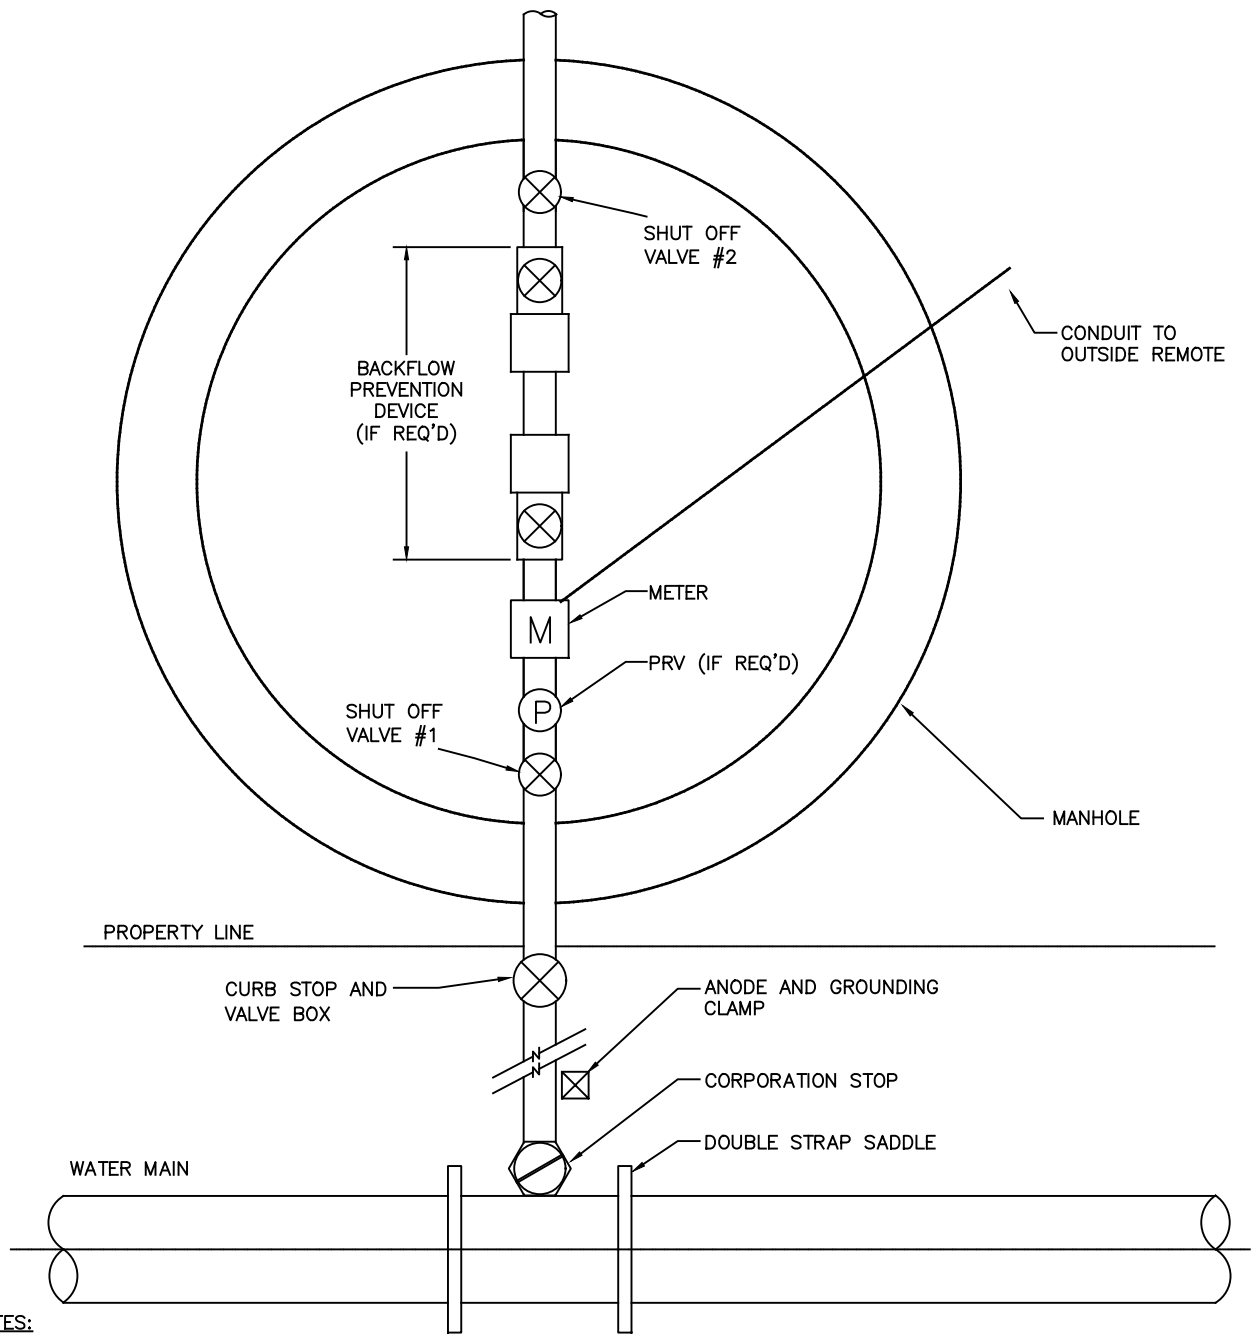 SHUT OFF
VALVE #2
CONDUIT TO
OUTSIDE REMOTE
BACKFLOW
PREVENTION
DEVICE
(IF REQ'D)
METER
M
PRV (IF REQ'D)
P
SHUT OFF
VALVE #1
MANHOLE
PROPERTY LINE
CURB STOP AND
VALVE BOX
ANODE AND GROUNDING
CLAMP
N
N
CORPORATION STOP
DOUBLE STRAP SADDLE
WATER MAIN
TES: